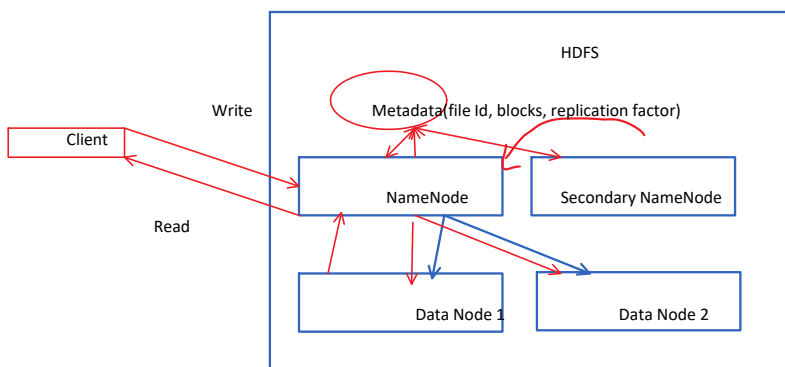 HDFS
Write
Metadata(file Id, blocks, replication factor)
Client
NameNode
Secondary NameNode
Read
Data Node 1
Data Node 2